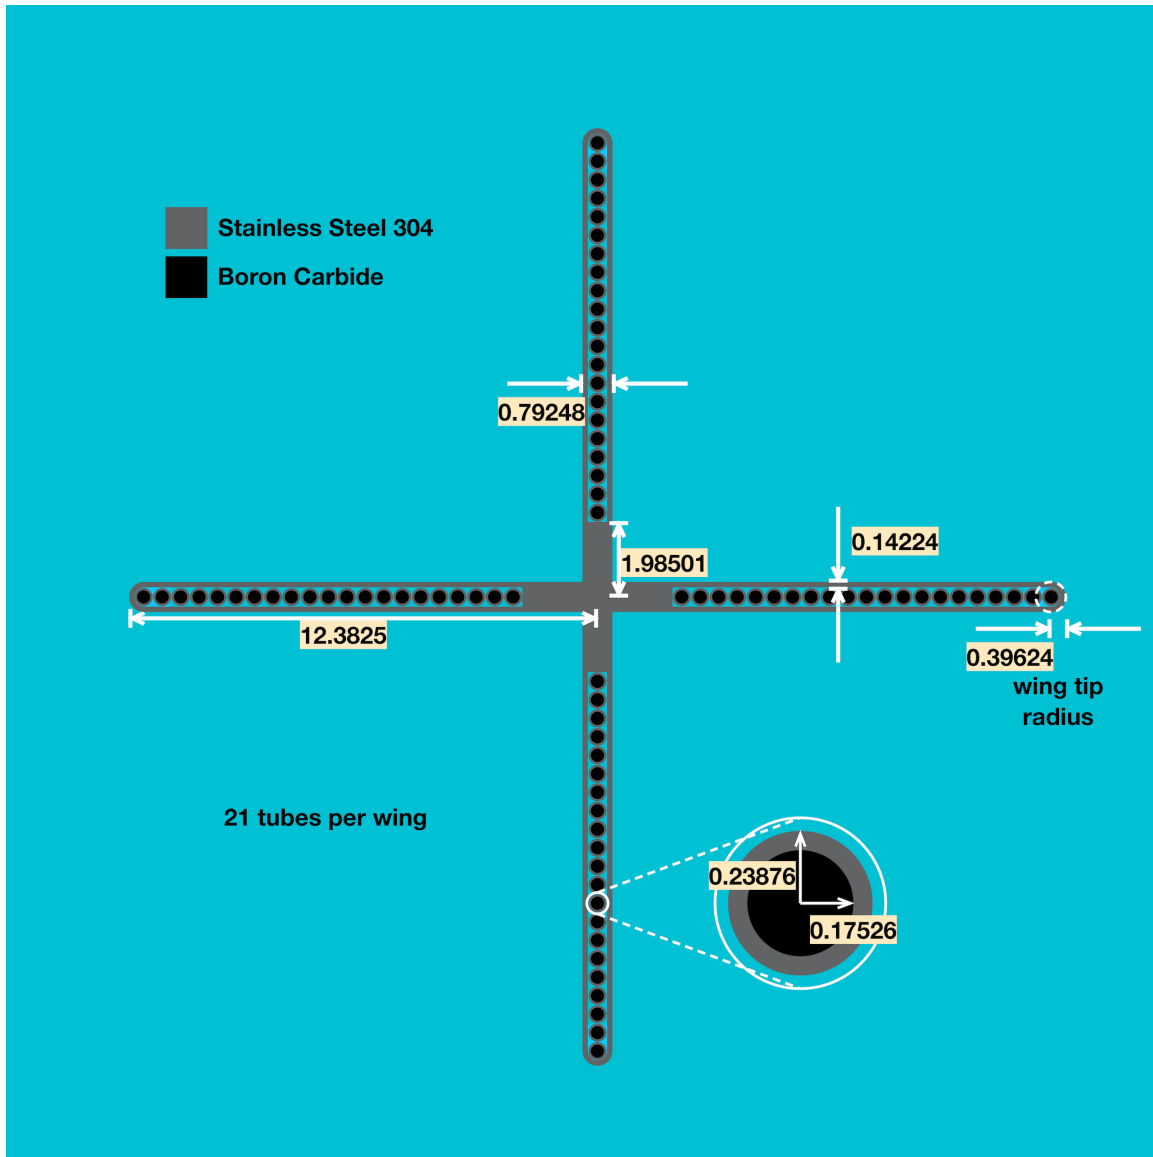 Stainless Steel 304
Boron Carbide
0.79248
0.14224
1.98501
12.3825
0.39624
wing tip
radius
21 tubes per wing
0.23876
0.17526